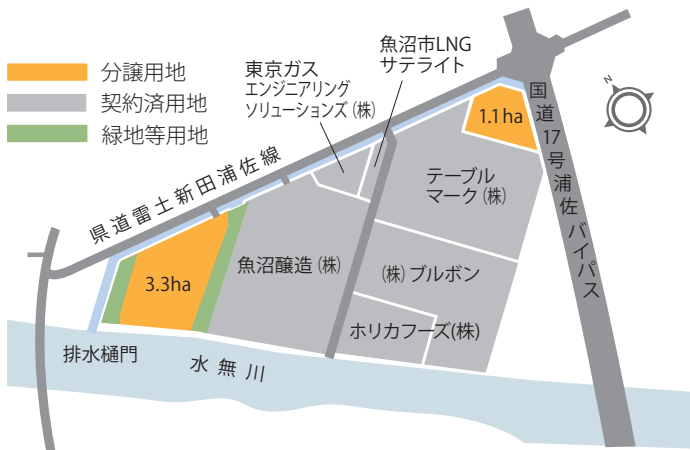 分譲用地
契約済用地
緑地等用地
東京ガス
エンジニアリング
ソリューションズ（株）
魚沼市LNG
サテライト
N
1.1ha
国道17号浦佐バイパス
県道雷土新田浦佐線
テーブル
マーク（株）
魚沼醸造（株）
（株）ブルボン
3.3ha
ホリカフーズ(株)
排水樋門
水無川